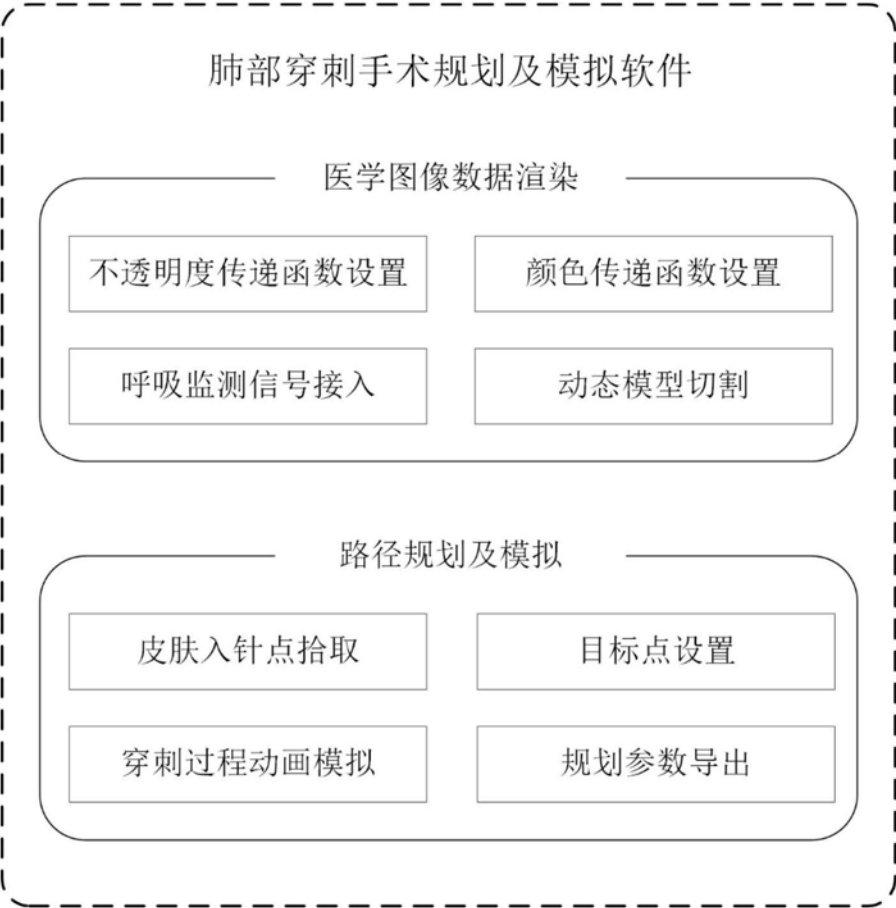 肺部穿刺手术规划及模拟软件
医学图像数据渲染
不透明度传递函数设置
颜色传递函数设置
呼吸监测信号接入
动态模型切割
路径规划及模拟
皮肤入针点拾取
目标点设置
穿刺过程动画模拟
规划参数导出